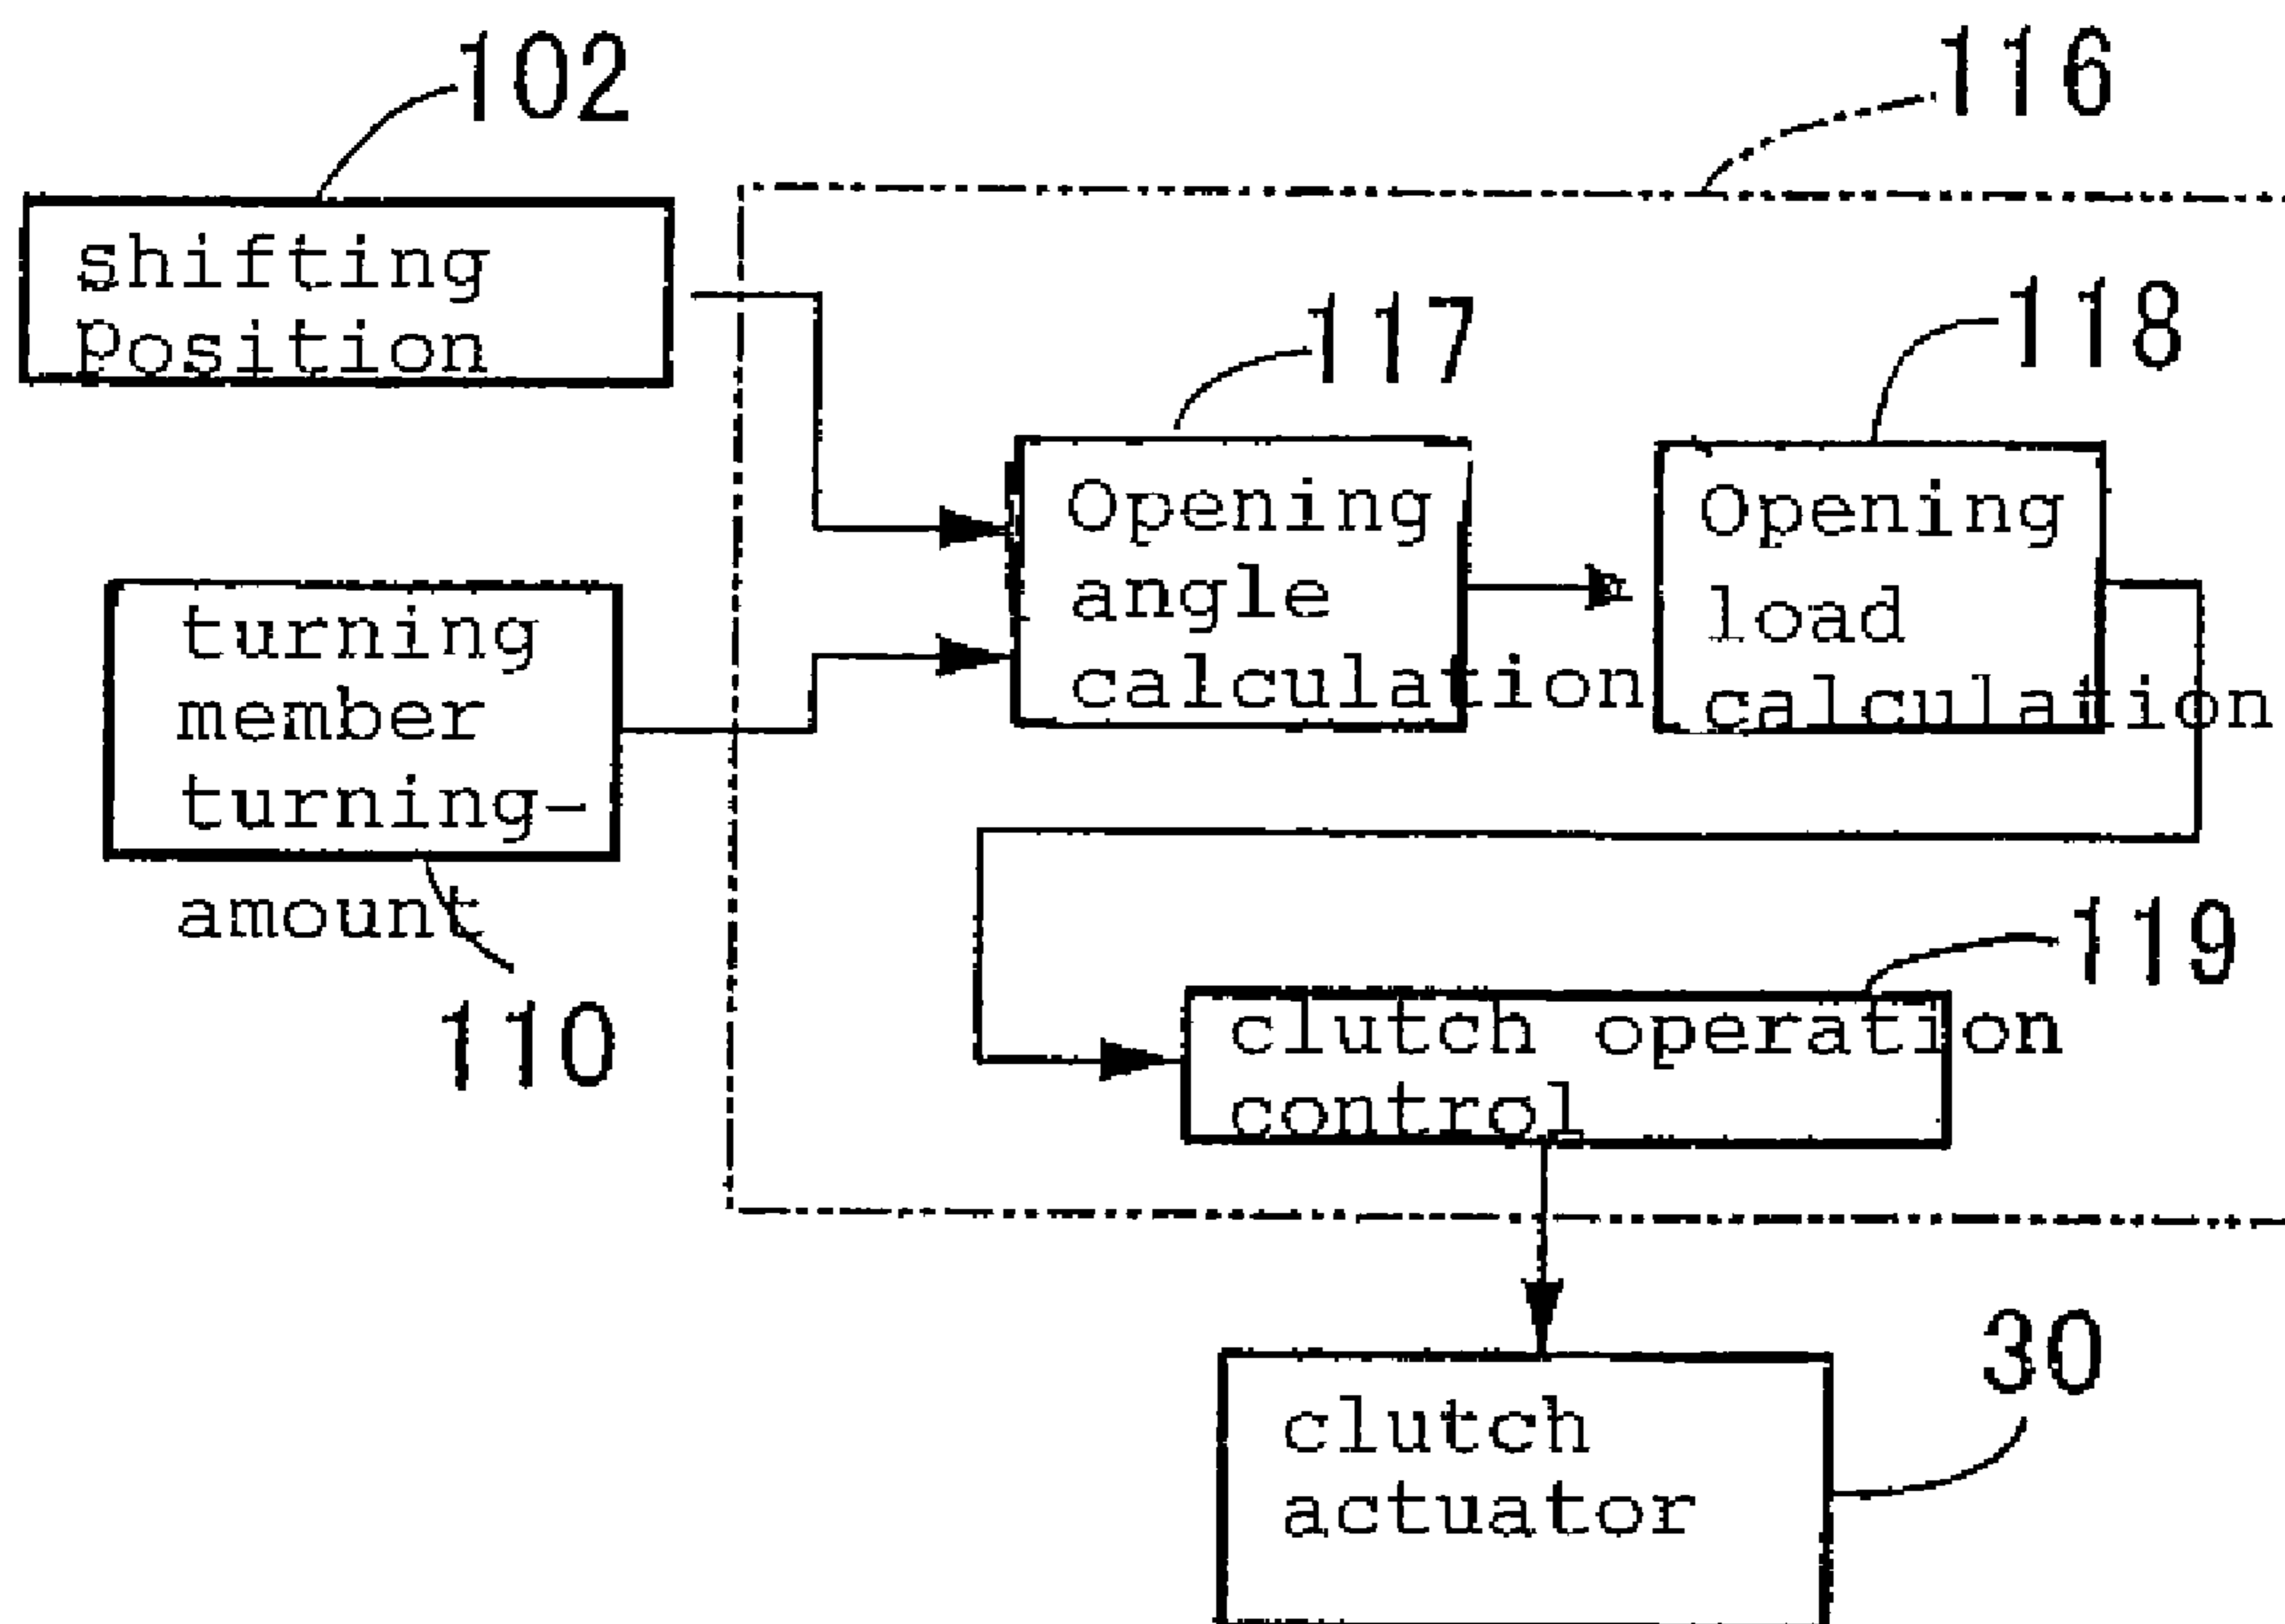 102
116
shifting
Position
117
118
Opening
angle
calculation
Opening
load
calculation
turning
member
turning-
amount
110
119
clutch operation
control
30
clutch
actuator